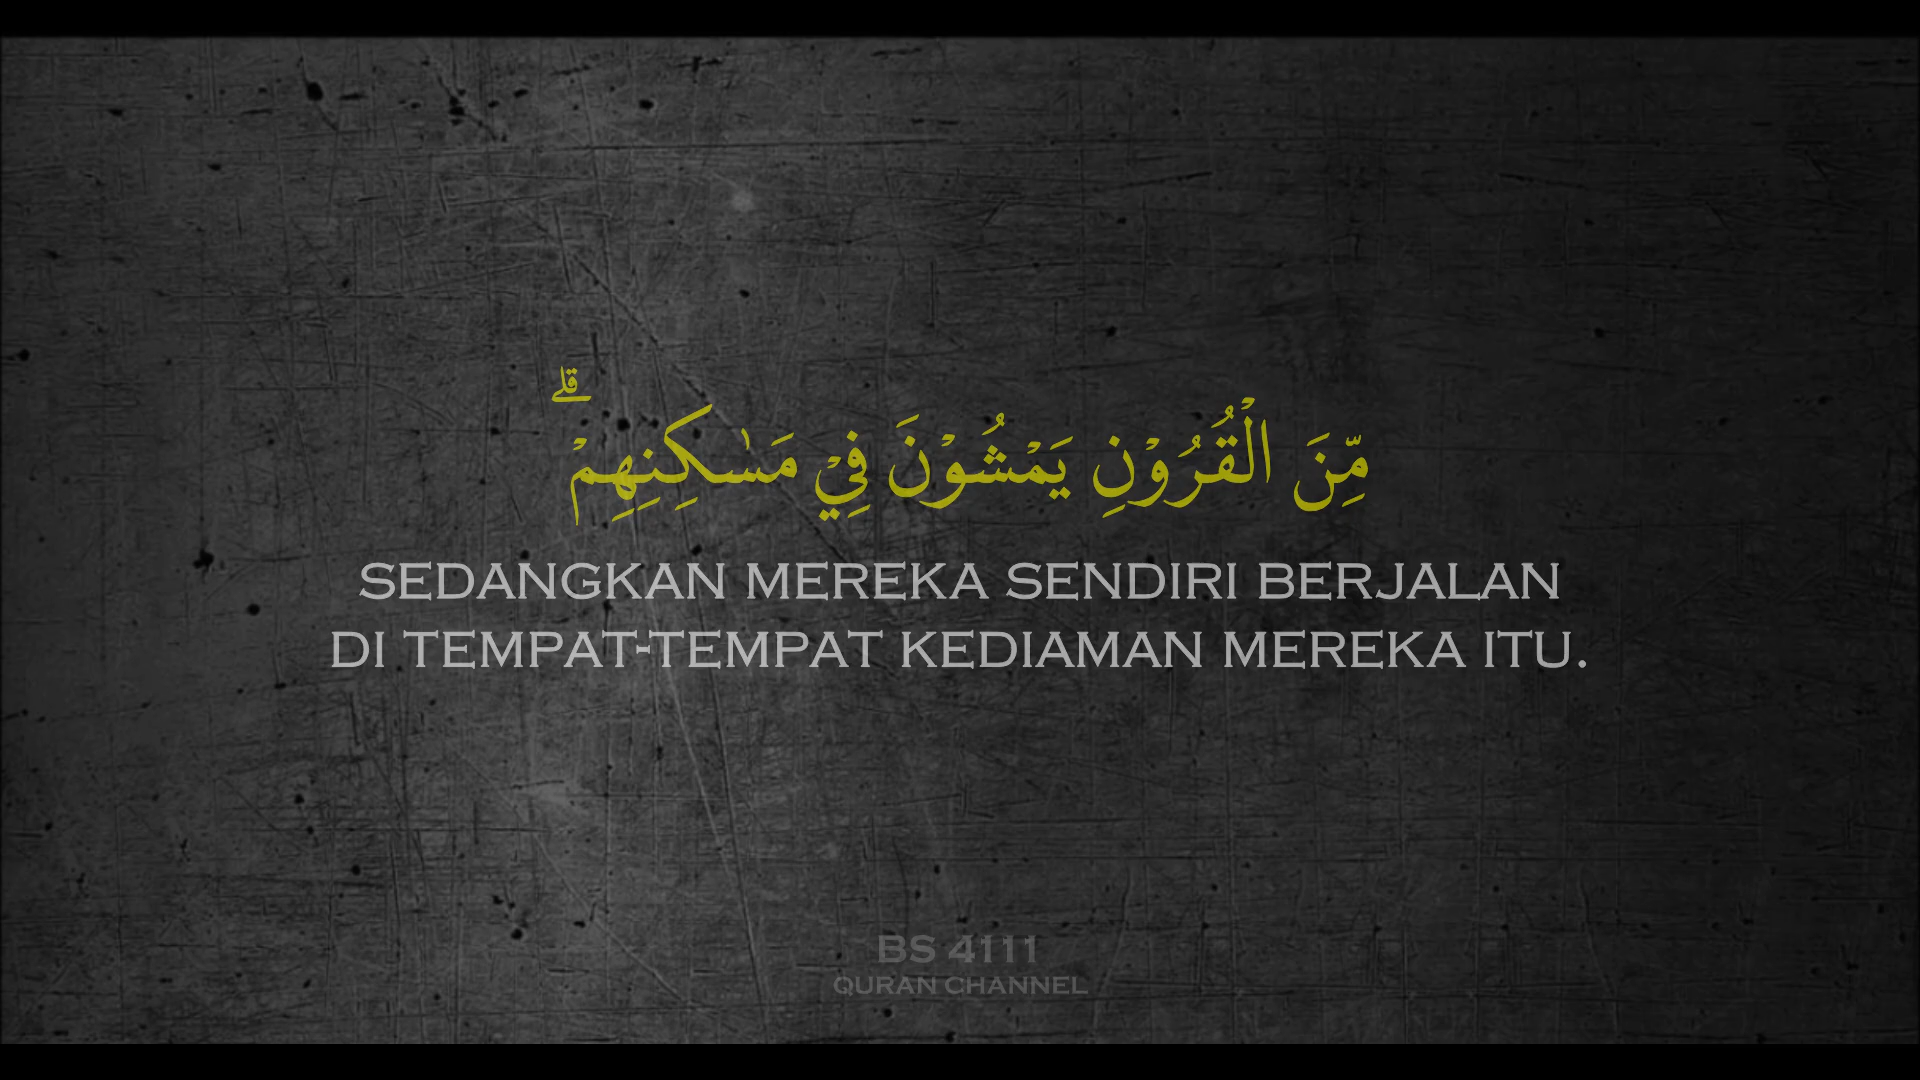 مِّنَ الْقُرُوْنِ يَمْشُوْنَ فِيْ مَسٰكِنِهِمْ ۗ
SEDANGKAN MEREKA SENDIRI BERJALAN
DI TEMPAT-TEMPAT KEDIAMAN MEREKA ITU.
BS 4111
QURAN CHANNEL